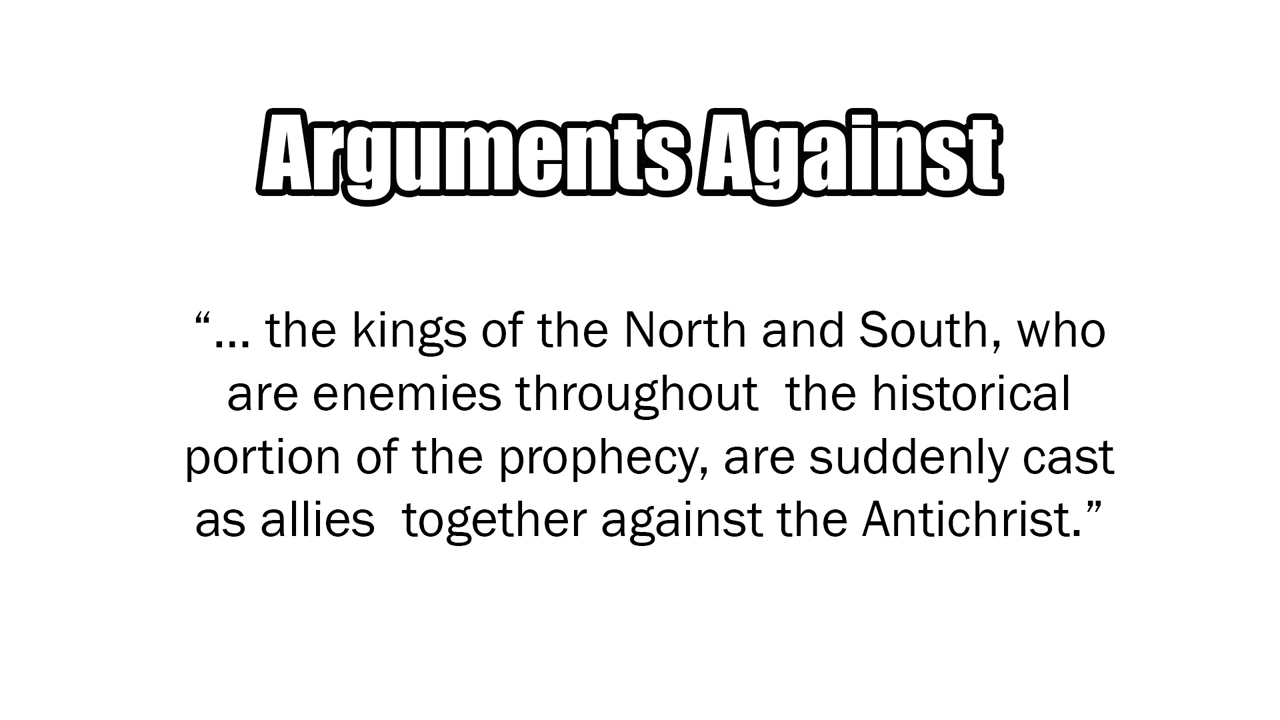 Arguments Against
“... the kings of the North and South, who
are enemies throughout  the historical
portion of the prophecy, are suddenly cast
as allies  together against the Antichrist.”